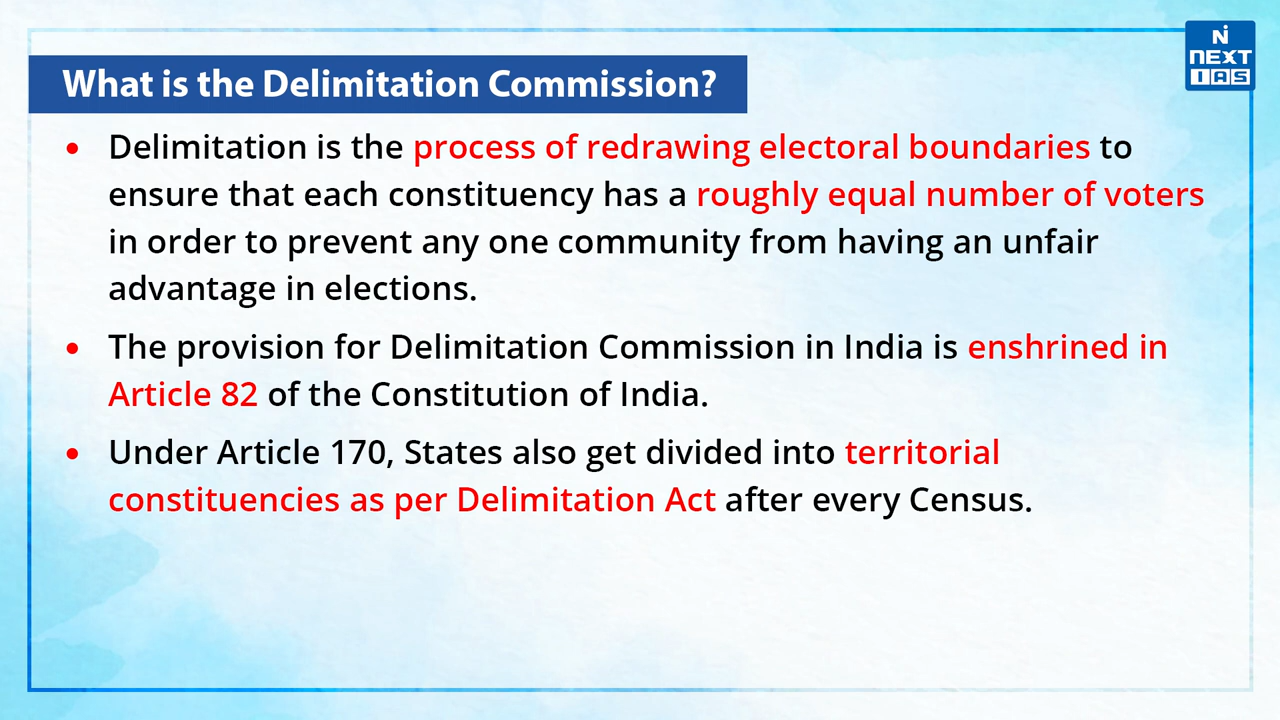 NEXT
IAS
What is the Delimitation Commission?
• Delimitation is the process of redrawing electoral boundaries to
ensure that each constituency has a roughly equal number of voters
in order to prevent any one community from having an unfair
advantage in elections.
• The provision for Delimitation Commission in India is enshrined in
Article 82 of the Constitution of India.
• Under Article 170, States also get divided into territorial
constituencies as per Delimitation Act after every Census.